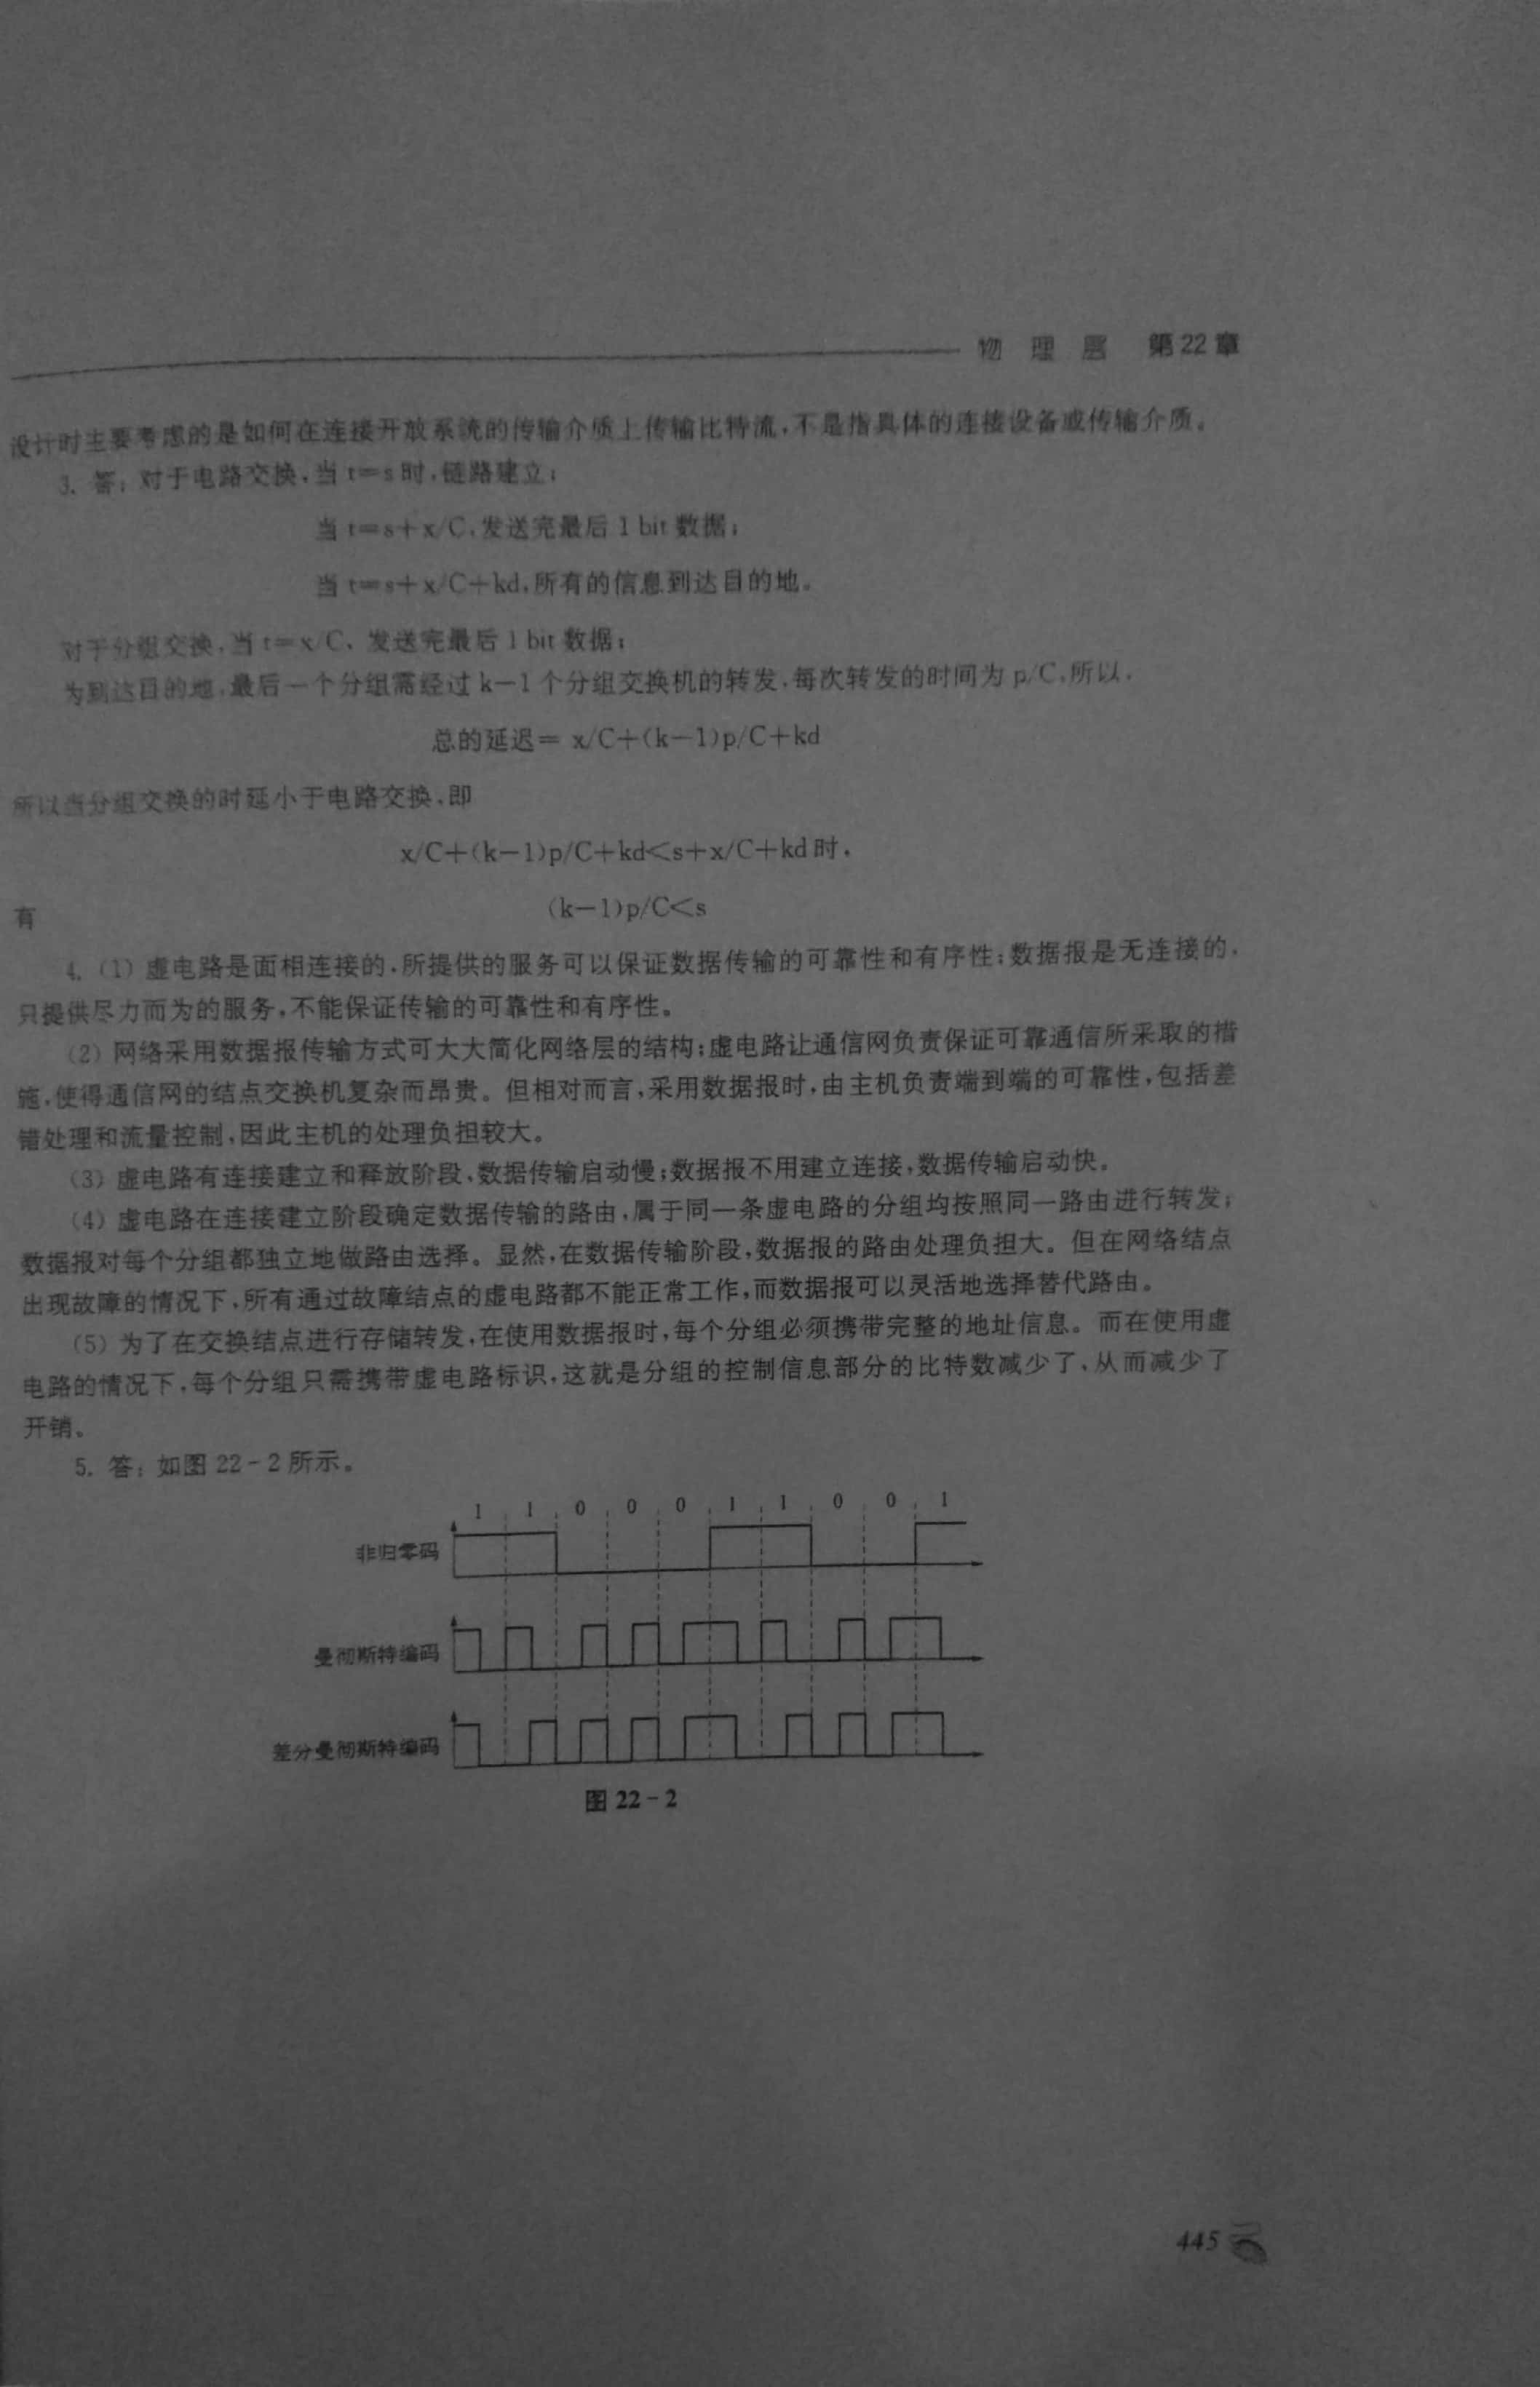 物 理 层 第22章
设计时主要考虑的是如何在连接开放系统的传输介质上传输比特流,不是指具体的连接设备或传输介质。
3. 答: 对于电路交换,当 t=s 时,链路建立;
当 t=s+x/C,发送完最后 1 bit 数据;
当 t=s+x/C+kd,所有的信息到达目的地。
对于分组交换,当 t=x/C, 发送完最后 1 bit 数据;
为到达目的地,最后一个分组需经过 k-1 个分组交换机的转发,每次转发的时间为 p/C,所以,
总的延迟= x/C+(k-1)p/C+kd
所以当分组交换的时延小于电路交换,即
x/C+(k-1)p/C+kd<s+x/C+kd 时,
有 (k-1)p/C<s
4. (1) 虚电路是面相连接的,所提供的服务可以保证数据传输的可靠性和有序性;数据报是无连接的,
只提供尽力而为的服务,不能保证传输的可靠性和有序性。
(2) 网络采用数据报传输方式可大大简化网络层的结构;虚电路让通信网负责保证可靠通信所采取的措
施,使得通信网的结点交换机复杂而昂贵。但相对而言,采用数据报时,由主机负责端到端的可靠性,包括差
错处理和流量控制,因此主机的处理负担较大。
(3) 虚电路有连接建立和释放阶段,数据传输启动慢;数据报不用建立连接,数据传输启动快。
(4) 虚电路在连接建立阶段确定数据传输的路由,属于同一条虚电路的分组均按照同一路由进行转发;
数据报对每个分组都独立地做路由选择。显然,在数据传输阶段,数据报的路由处理负担大。但在网络结点
出现故障的情况下,所有通过故障结点的虚电路都不能正常工作,而数据报可以灵活地选择替代路由。
(5) 为了在交换结点进行存储转发,在使用数据报时,每个分组必须携带完整的地址信息。而在使用虚
电路的情况下,每个分组只需携带虚电路标识,这就是分组的控制信息部分的比特数减少了,从而减少了
开销。
5. 答: 如图 22-2 所示。
1 1 0 0 0 1 1 0 0 1
非归零码
曼彻斯特编码
差分曼彻斯特编码
图 22-2
445